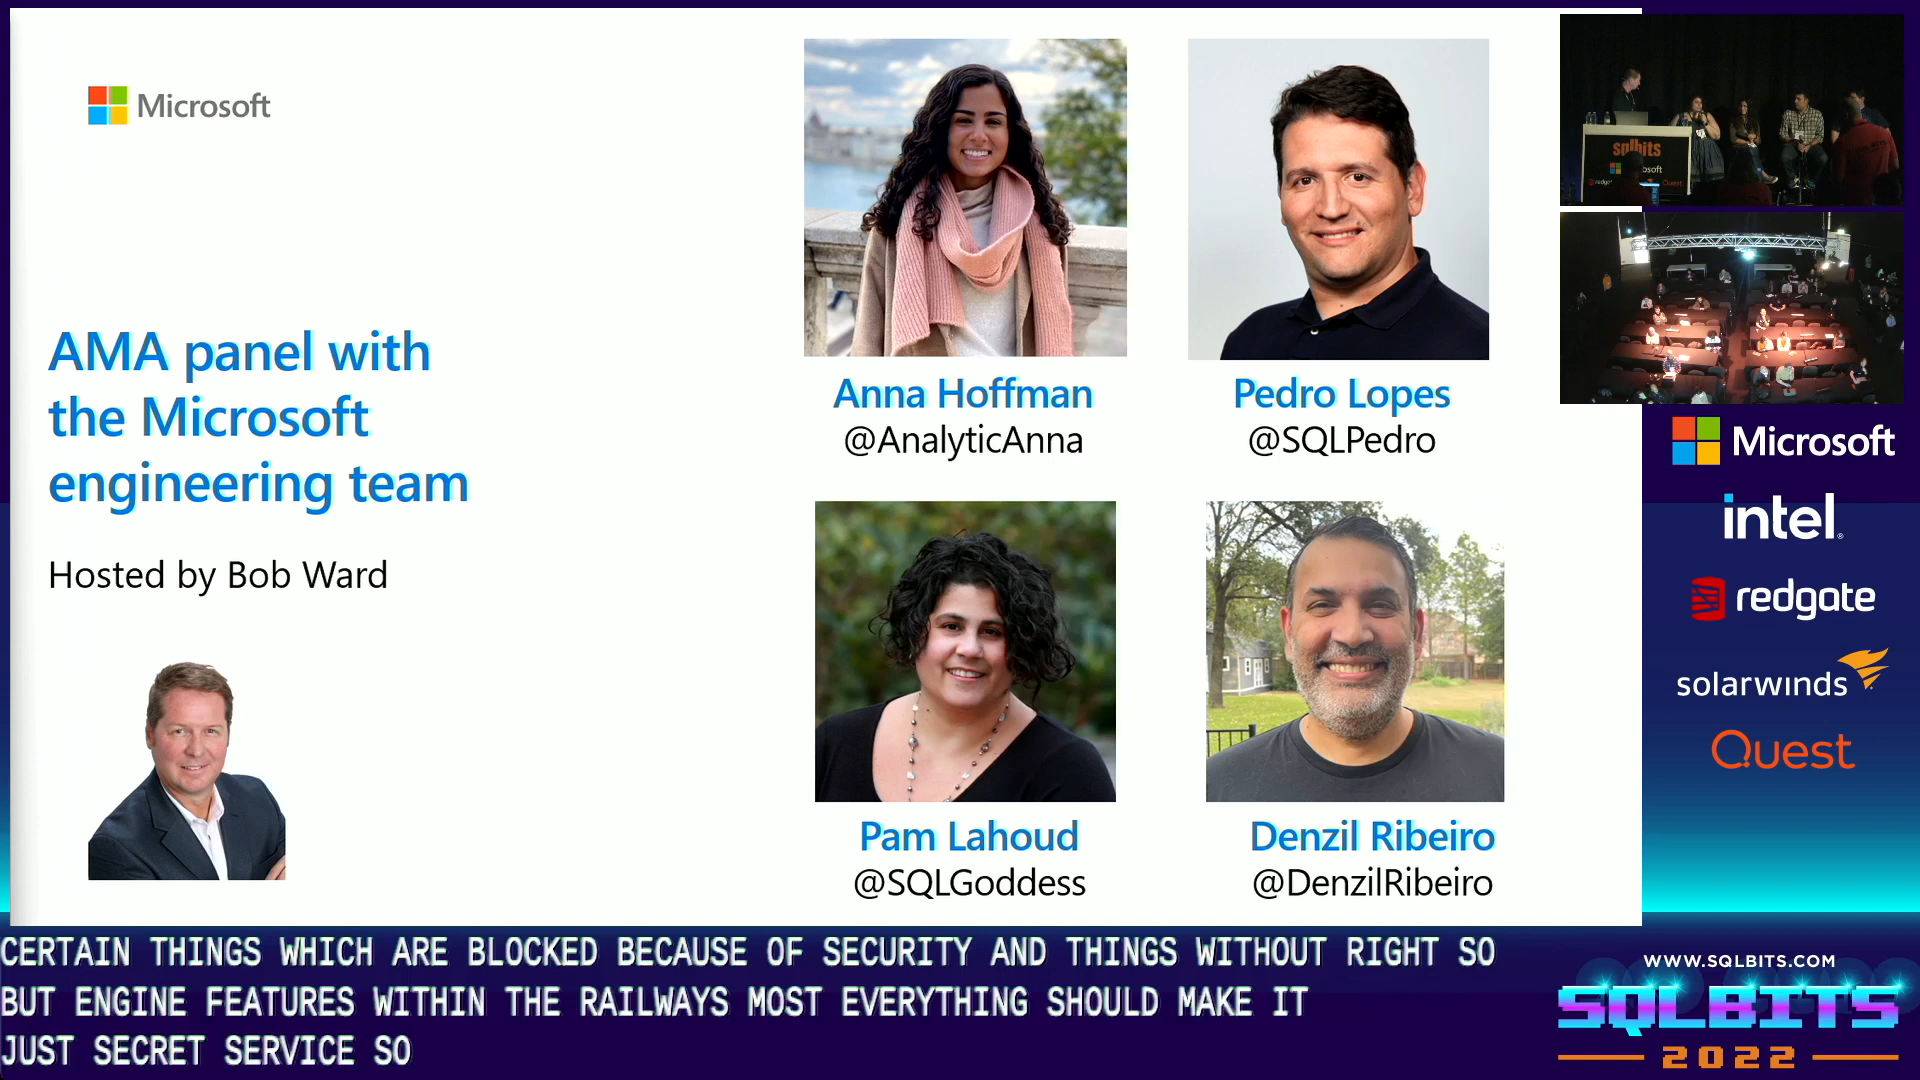 Microsoft
AMA panel with
the Microsoft
engineering team
Hosted by Bob Ward
Anna Hoffman
@AnalyticAnna
Pedro Lopes
@SQLPedro
Pam Lahoud
@SQLGoddess
Denzil Ribeiro
@DenzilRibeiro
sqlbits
Microsoft
intel.
redgate
solarwinds
Quest
CERTAIN THINGS WHICH ARE BLOCKED BECAUSE OF SECURITY AND THINGS WITHOUT RIGHT SO
BUT ENGINE FEATURES WITHIN THE RAILWAYS MOST EVERYTHING SHOULD MAKE IT
JUST SECRET SERVICE SO
WWW.SQLBITS.COM
SQLBITS
2022